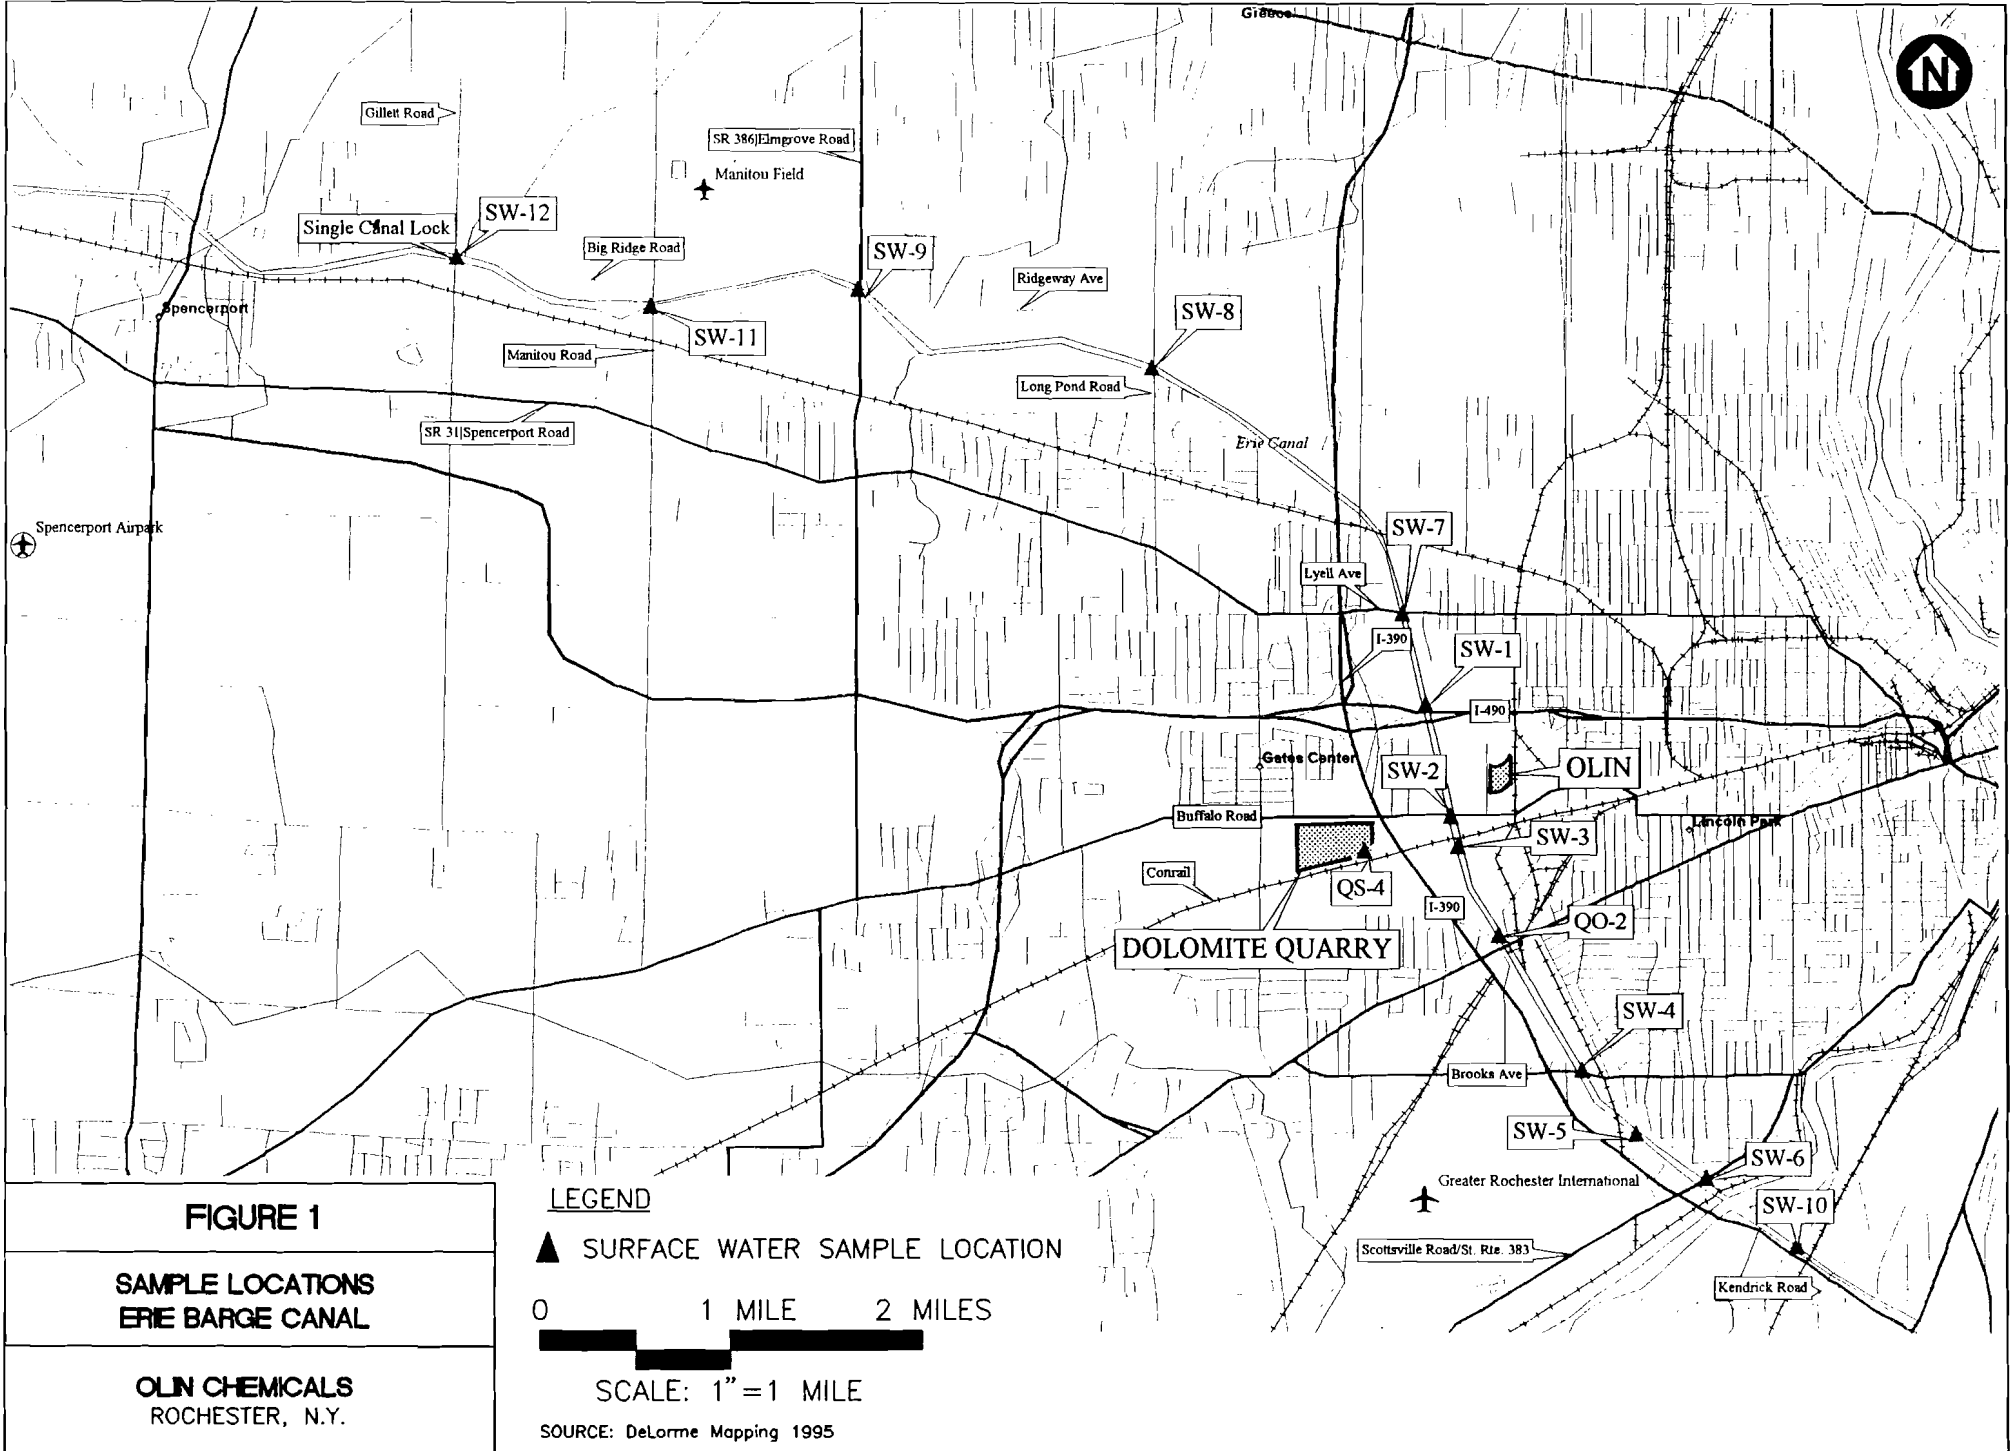 Greece
N
Gillett Road
SR 386|Elmgrove Road
Manitou Field
SW-12
Single Canal Lock
Big Ridge Road
SW-9
Ridgeway Ave
SW-8
Spencerport
SW-11
Manitou Road
Long Pond Road
SR 31|Spencerport Road
Erie Canal
Spencerport Airpark
SW-7
Lyell Ave
I-390
SW-1
I-490
Gates Center
SW-2
OLIN
Buffalo Road
Lincoln Park
SW-3
Conrail
QS-4
I-390
QO-2
DOLOMITE QUARRY
SW-4
Brooks Ave
SW-5
SW-6
Greater Rochester International
SW-10
Scottsville Road/St. Rte. 383
Kendrick Road
FIGURE 1
SAMPLE LOCATIONS
ERIE BARGE CANAL
OLIN CHEMICALS
ROCHESTER, N.Y.
LEGEND
SURFACE WATER SAMPLE LOCATION
0 1 MILE 2 MILES
SCALE: 1"=1 MILE
SOURCE: DeLorme Mapping 1995